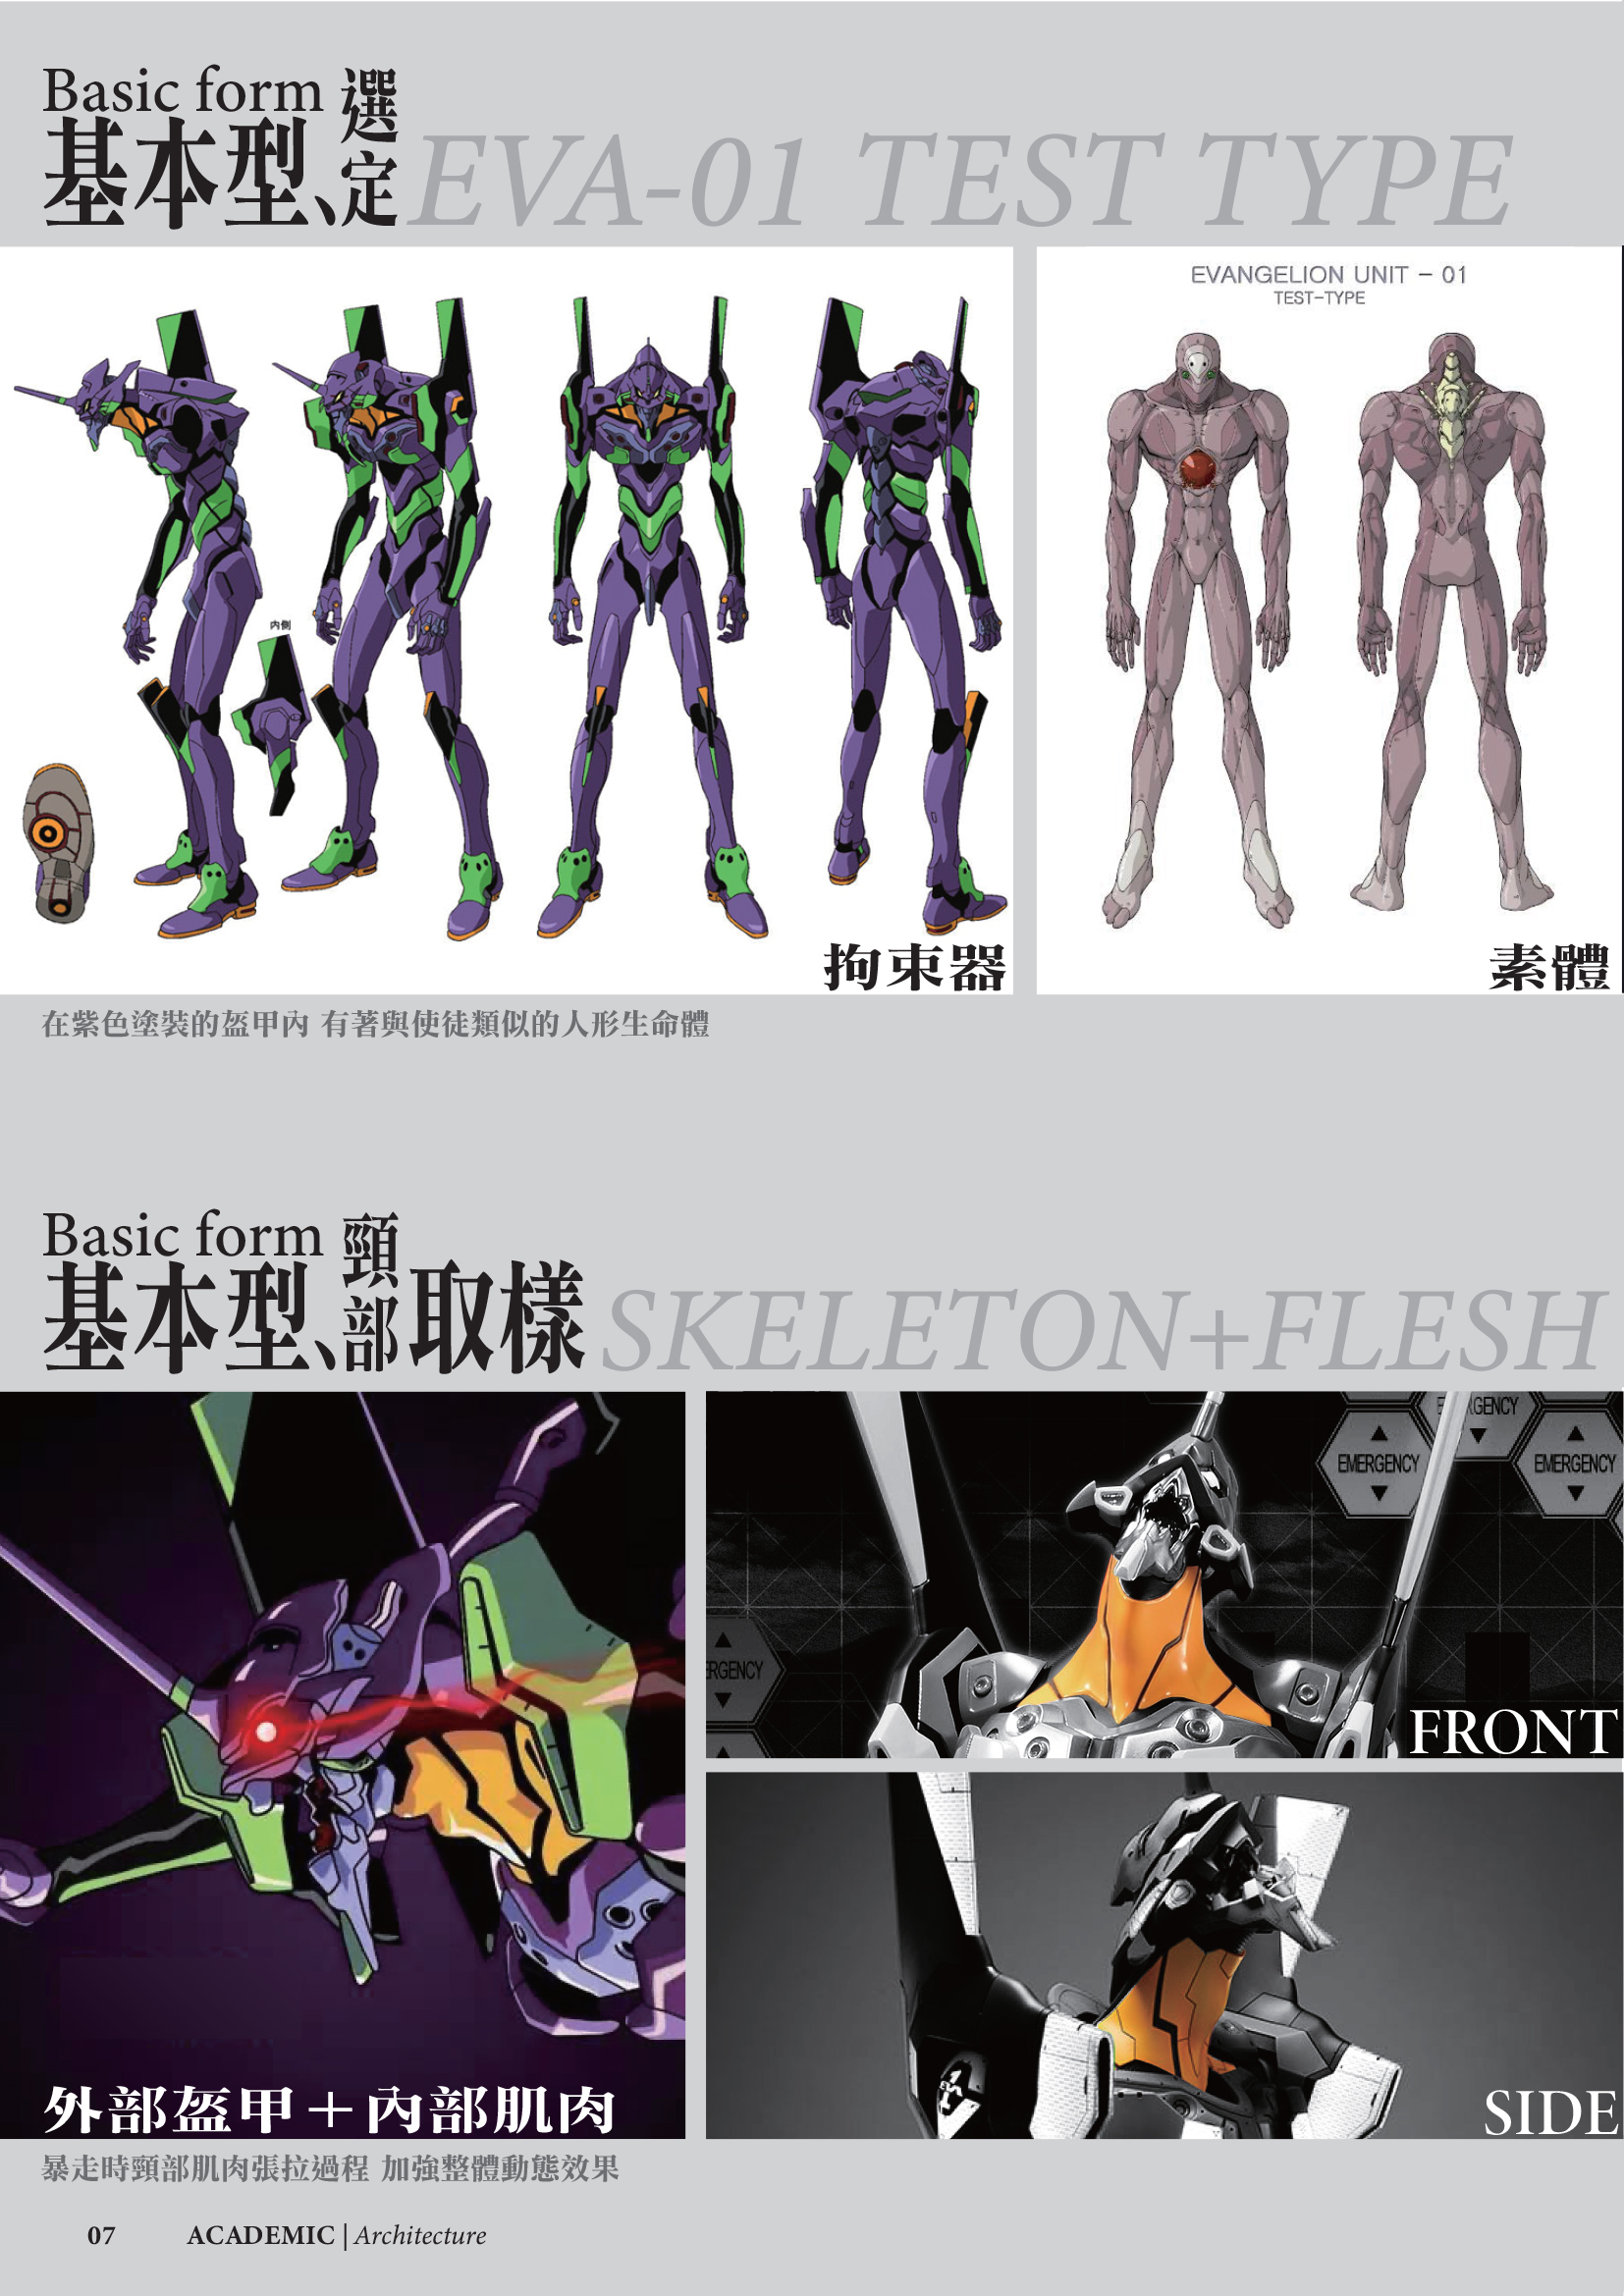 Basic form 選定
基本型、
EVA-01 TEST TYPE
内側
拘束器
EVANGELION UNIT - 01
TEST-TYPE
素體
在紫色塗裝的盔甲內 有著與使徒類似的人形生命體
Basic form 頸部
基本型、取樣
SKELETON+FLESH
外部盔甲＋內部肌肉
EMERGENCY
EMERGENCY
EMERGENCY
FRONT
SIDE
暴走時頸部肌肉張拉過程 加強整體動態效果
07 ACADEMIC | Architecture